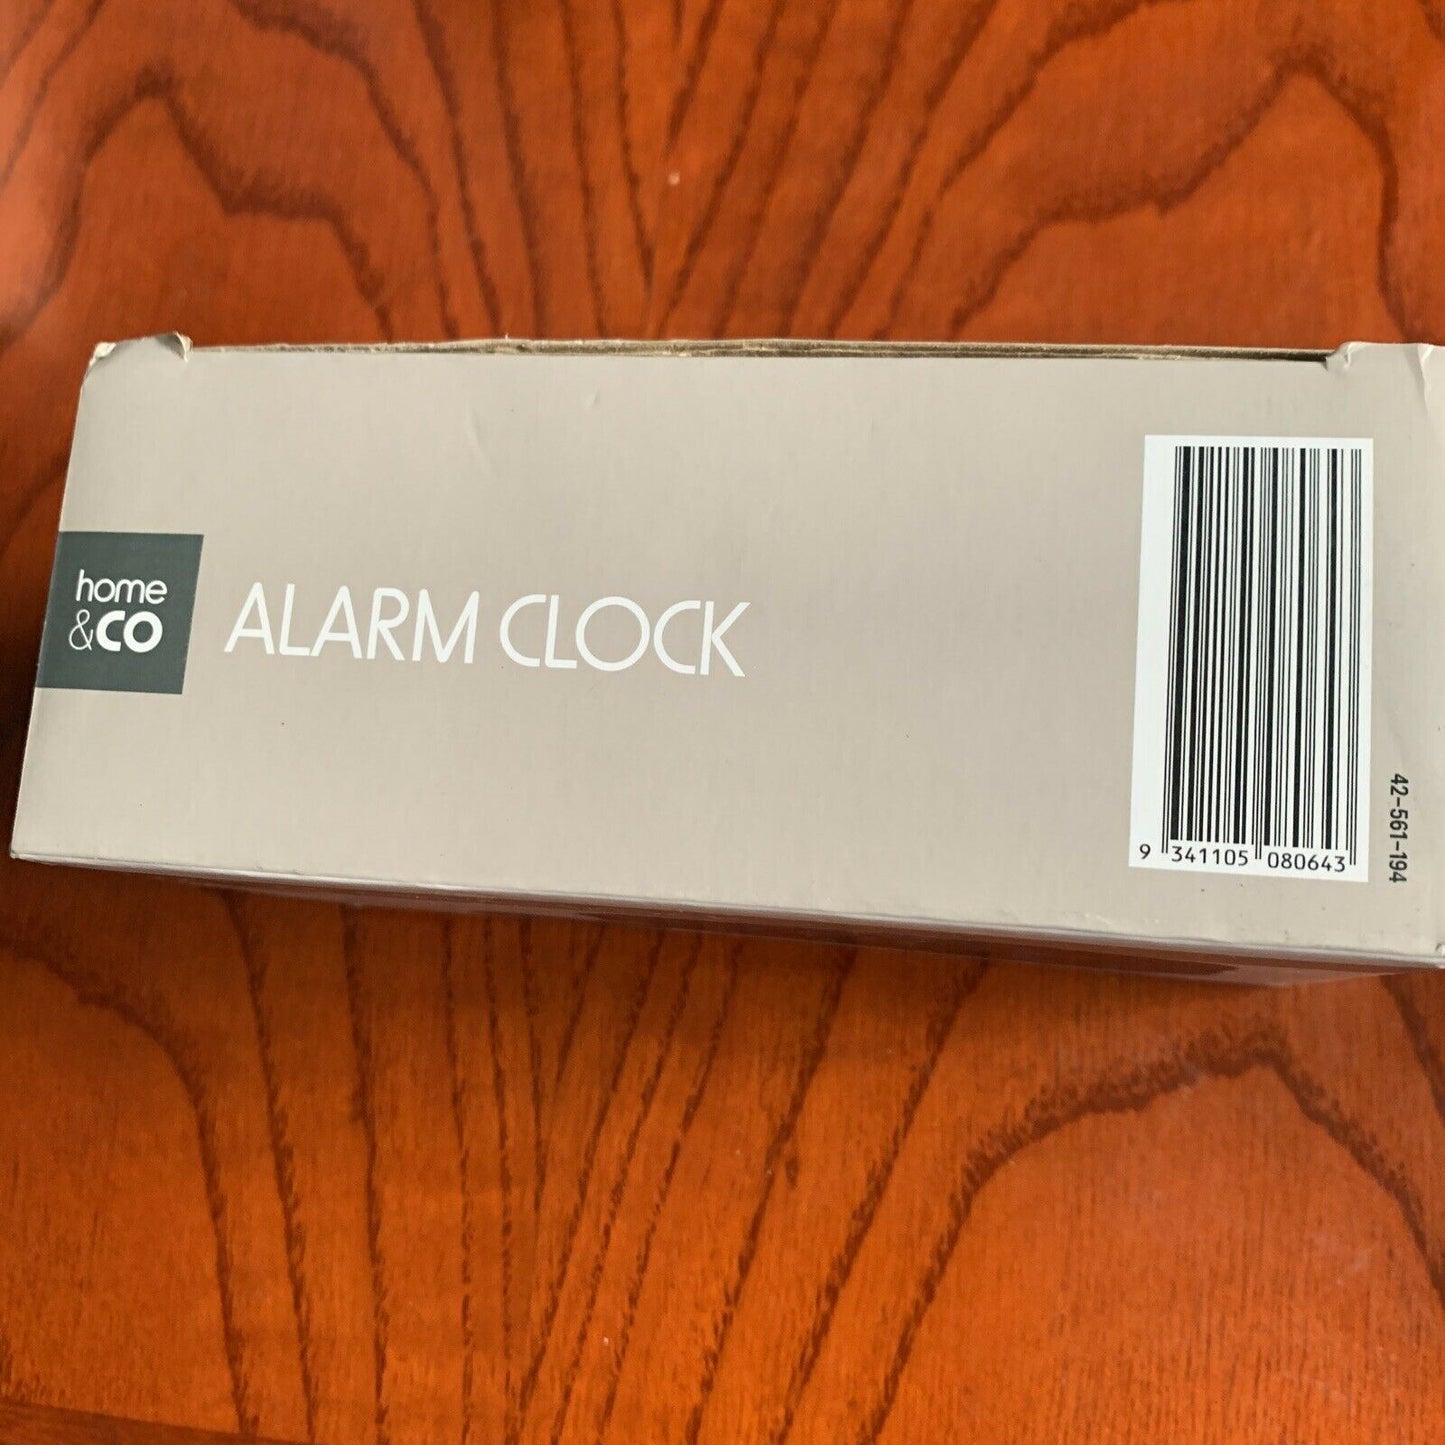 home
&CO
ALARM CLOCK
9 341105 080643
42-561-194